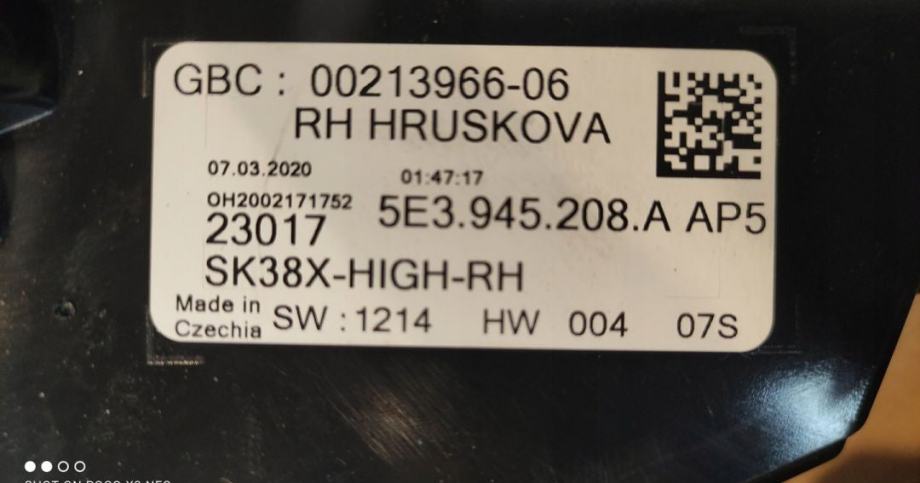 GBC : 00213966-06
RH HRUSKOVA
07.03.2020 01:47:17
OH2002171752
23017 5E3.945.208.A AP5
SK38X-HIGH-RH
Made in
Czechia SW : 1214 HW 004 07S